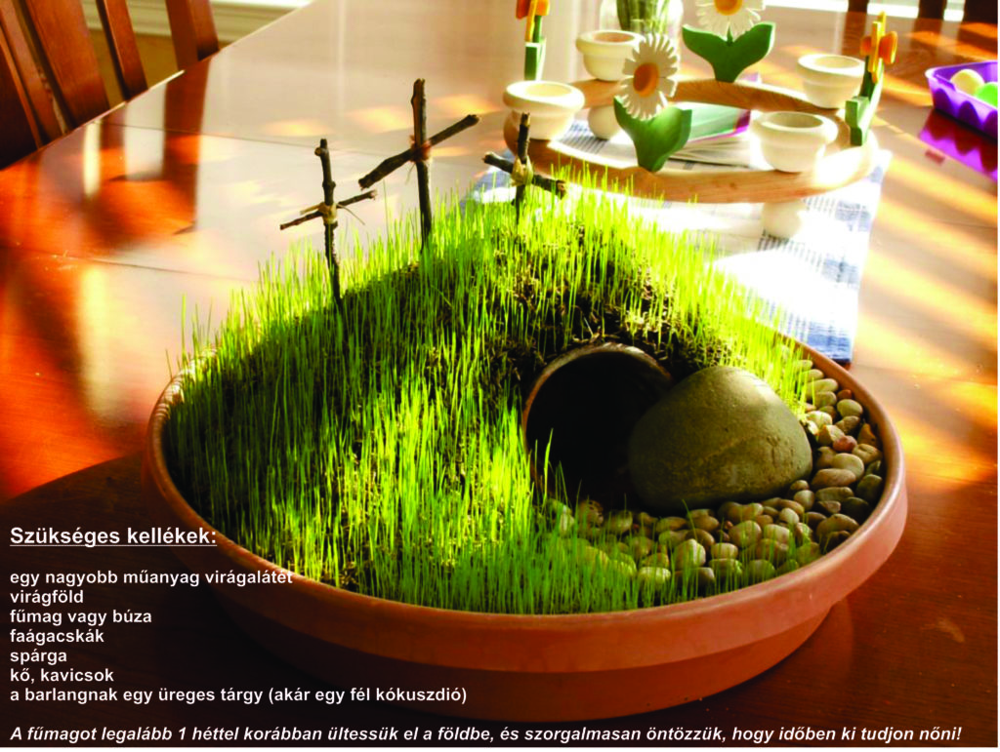 Szükséges kellékek:
egy nagyobb műanyag virágalátét
virágföld
fűmag vagy búza
faágacskák
spárga
kő, kavicsok
a barlangnak egy üreges tárgy (akár egy fél kókuszdió)
A fűmagot legalább 1 héttel korábban ültessük el a földbe, és szorgalmasan öntözzük, hogy időben ki tudjon nőni!